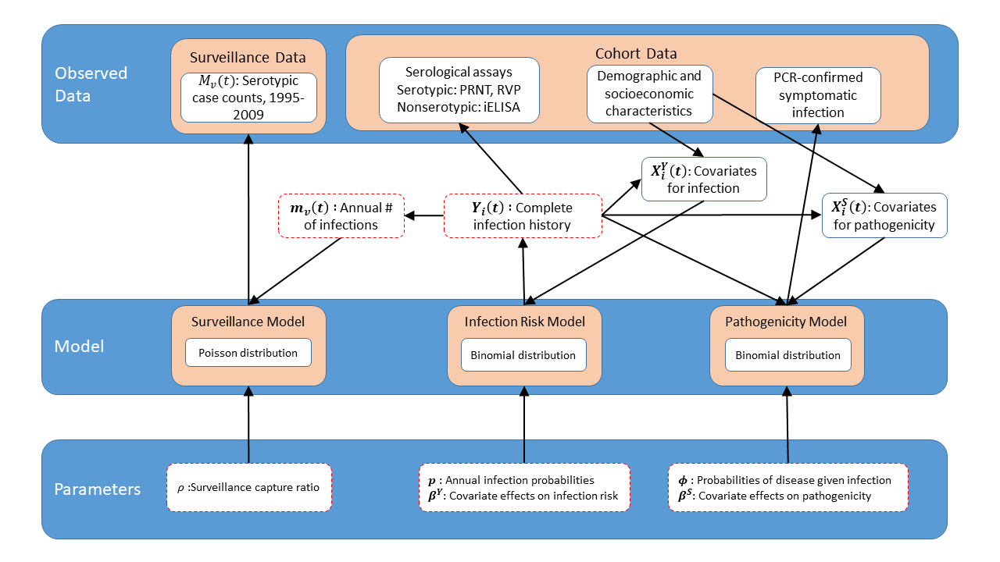 Observed
Data
Surveillance Data
M_v(t): Serotypic
case counts, 1995-
2009
Cohort Data
Serological assays
Serotypic: PRNT, RVP
Nonserotypic: iELISA
Demographic and
socioeconomic
characteristics
PCR-confirmed
symptomatic
infection
X_i^Y(t): Covariates
for infection
m_v(t) : Annual #
of infections
Y_i(t) : Complete
infection history
X_i^S(t): Covariates
for pathogenicity
Model
Surveillance Model
Poisson distribution
Infection Risk Model
Binomial distribution
Pathogenicity Model
Binomial distribution
Parameters
ρ :Surveillance capture ratio
p : Annual infection probabilities
β^Y: Covariate effects on infection risk
ϕ : Probabilities of disease given infection
β^S: Covariate effects on pathogenicity